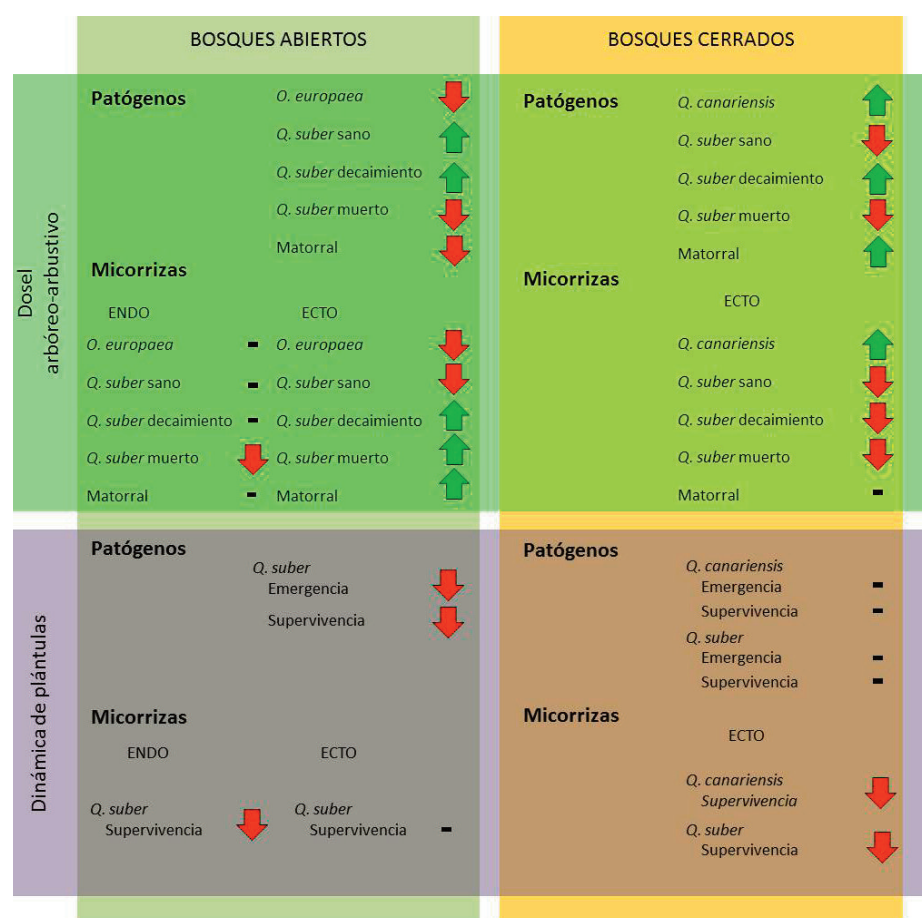 BOSQUES ABIERTOS
BOSQUES CERRADOS
Dosel
arbóreo-arbustivo
Patógenos
O. europaea
Q. suber sano
Q. suber decaimiento
Q. suber muerto
Matorral
Micorrizas
ENDO
ECTO
O. europaea - O. europaea
Q. suber sano - Q. suber sano
Q. suber decaimiento - Q. suber decaimiento
Q. suber muerto Q. suber muerto
Matorral - Matorral
Patógenos
Q. canariensis
Q. suber sano
Q. suber decaimiento
Q. suber muerto
Matorral
Micorrizas
ECTO
Q. canariensis
Q. suber sano
Q. suber decaimiento
Q. suber muerto
Matorral -
Dinámica de plántulas
Patógenos
Q. suber
Emergencia
Supervivencia
Micorrizas
ENDO
ECTO
Q. suber Q. suber
Supervivencia Supervivencia -
Patógenos
Q. canariensis
Emergencia -
Supervivencia -
Q. suber
Emergencia -
Supervivencia -
Micorrizas
ECTO
Q. canariensis
Supervivencia
Q. suber
Supervivencia